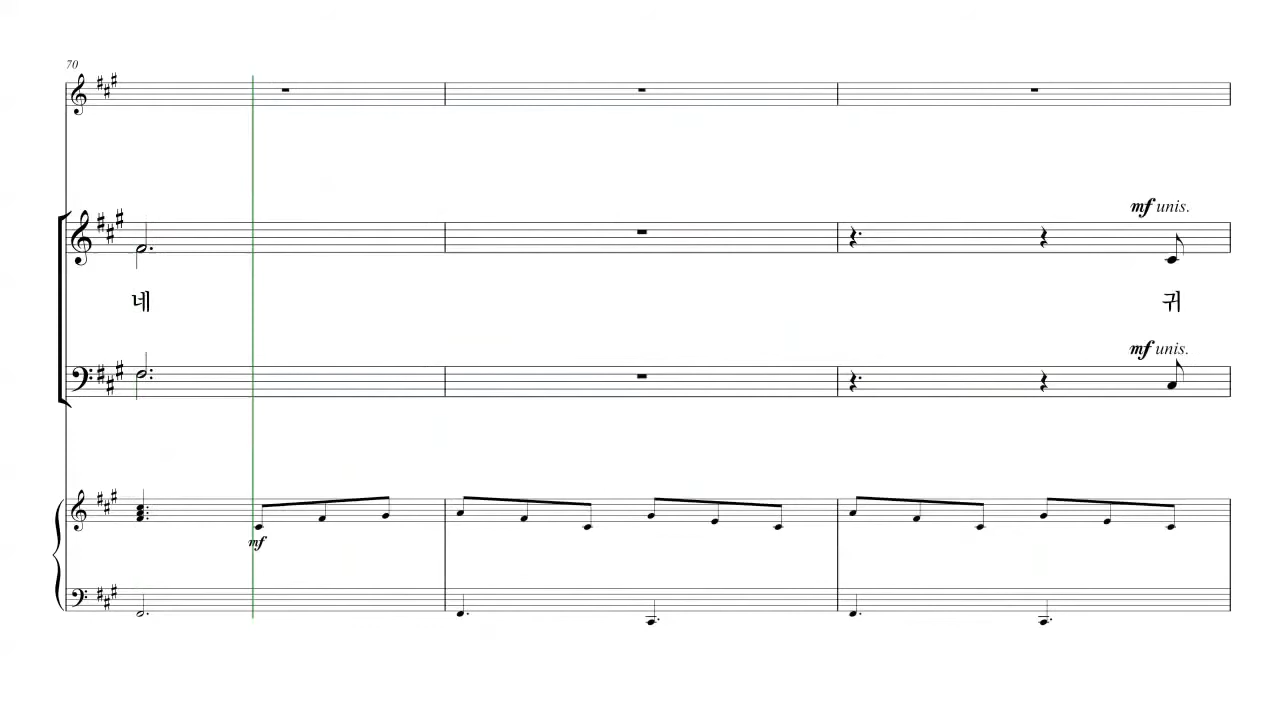 70
mf unis.
네 귀
mf unis.
mf